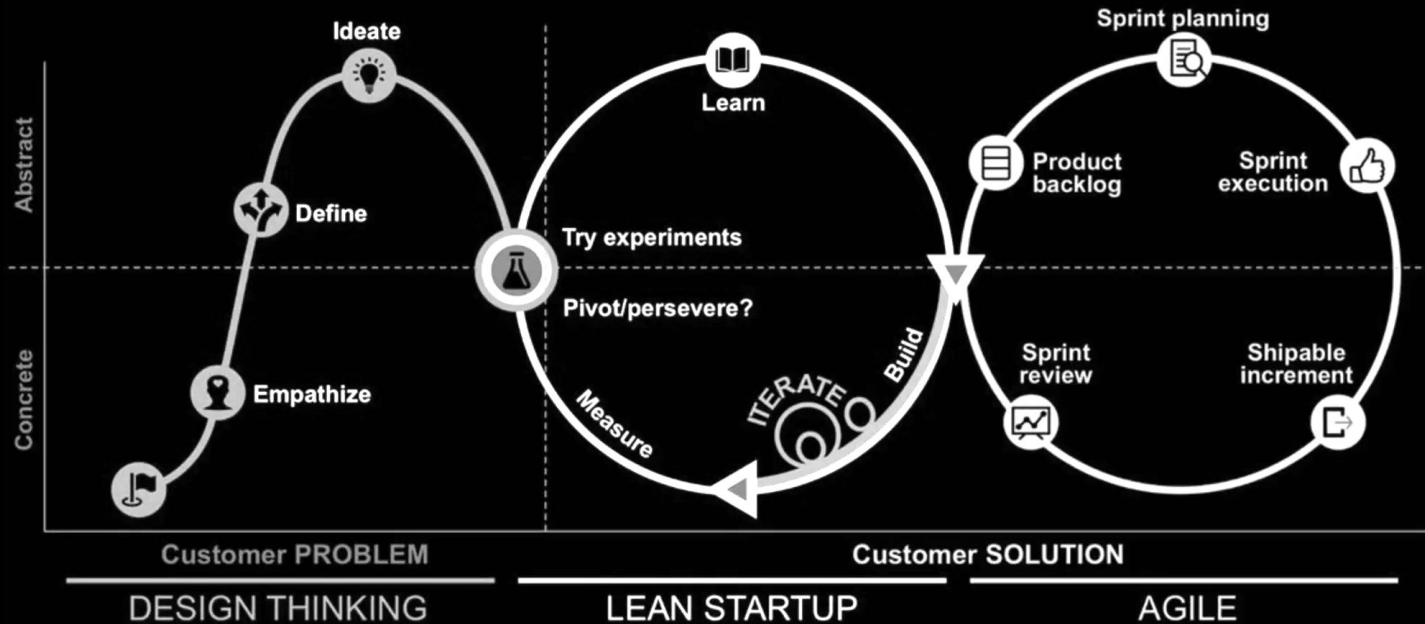 Ideate
Sprint planning
Abstract
Learn
Product
backlog
Sprint
execution
Define
Try experiments
Pivot/persevere?
Concrete
Empathize
Measure
ITERATE
Build
Sprint
review
Shipable
increment
Customer PROBLEM
Customer SOLUTION
DESIGN THINKING
LEAN STARTUP
AGILE